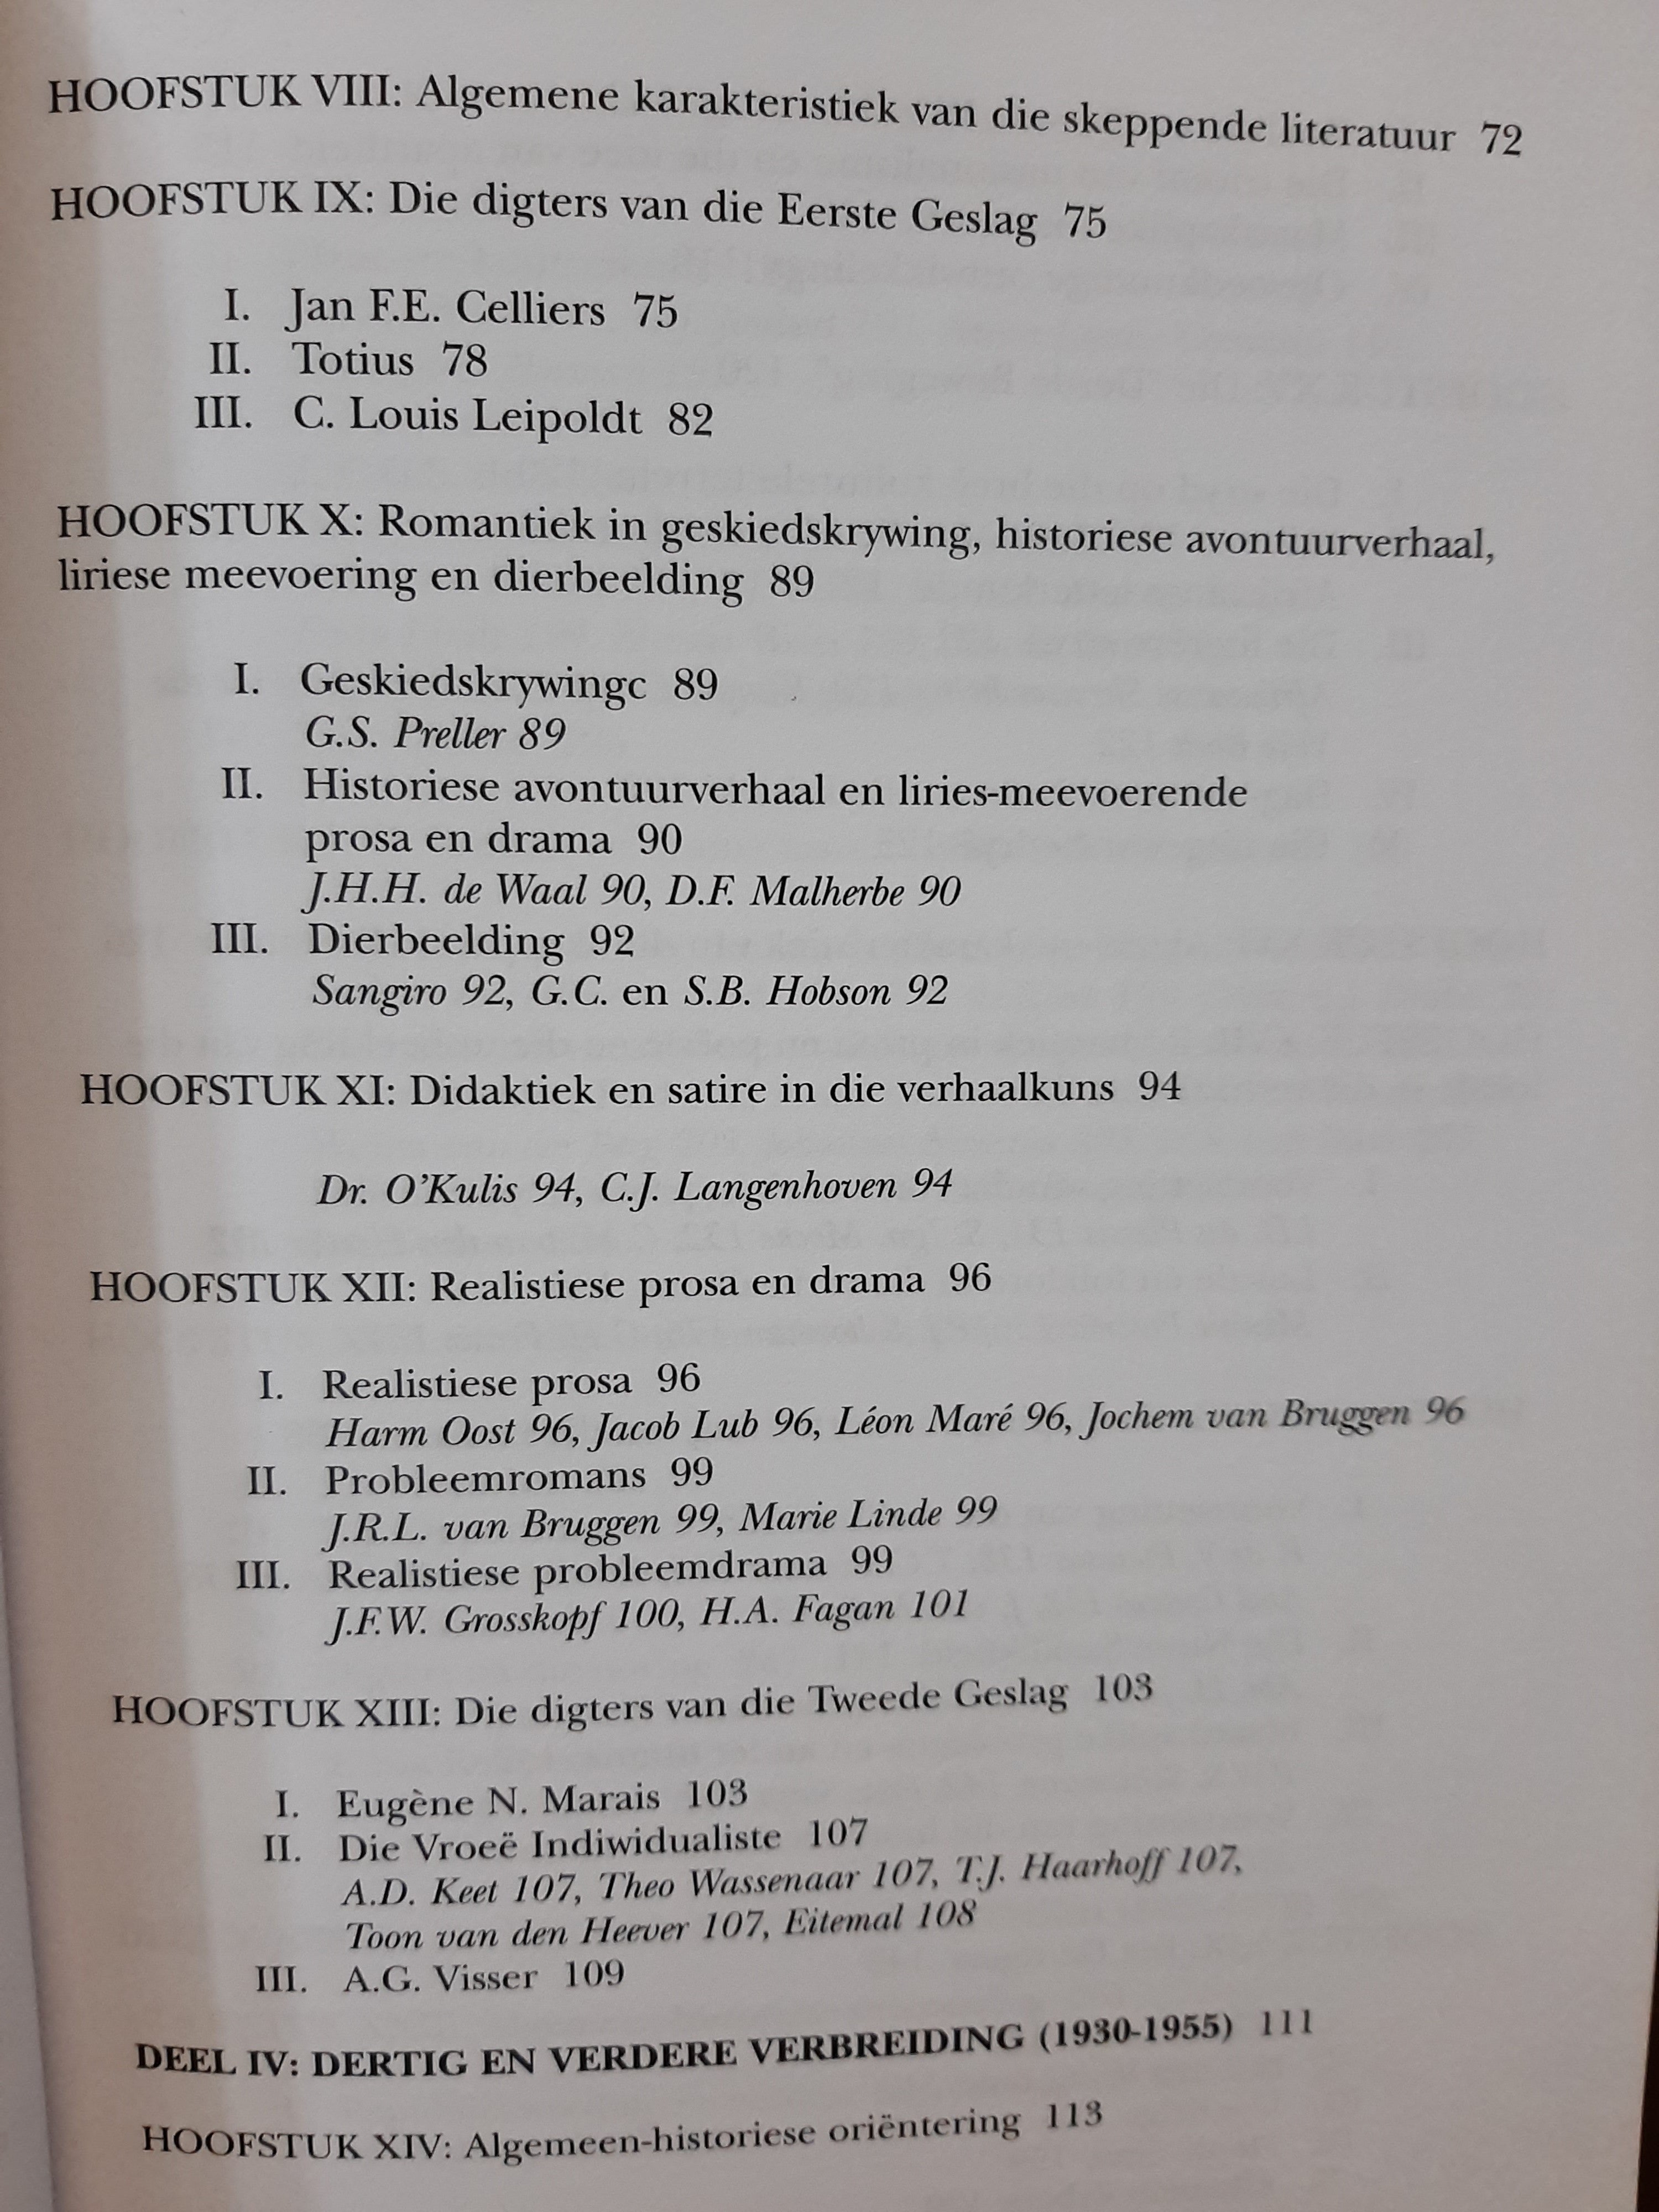 HOOFSTUK VIII: Algemene karakteristiek van die skeppende literatuur 72
HOOFSTUK IX: Die digters van die Eerste Geslag 75
I. Jan F.E. Celliers 75
II. Totius 78
III. C. Louis Leipoldt 82
HOOFSTUK X: Romantiek in geskiedskrywing, historiese avontuurverhaal,
liriese meevoering en dierbeelding 89
I. Geskiedskrywingc 89
G.S. Preller 89
II. Historiese avontuurverhaal en liries-meevoerende
prosa en drama 90
J.H.H. de Waal 90, D.F. Malherbe 90
III. Dierbeelding 92
Sangiro 92, G.C. en S.B. Hobson 92
HOOFSTUK XI: Didaktiek en satire in die verhaalkuns 94
Dr. O'Kulis 94, C.J. Langenhoven 94
HOOFSTUK XII: Realistiese prosa en drama 96
I. Realistiese prosa 96
Harm Oost 96, Jacob Lub 96, Léon Maré 96, Jochem van Bruggen 96
II. Probleemromans 99
J.R.L. van Bruggen 99, Marie Linde 99
III. Realistiese probleemdrama 99
J.F.W. Grosskopf 100, H.A. Fagan 101
HOOFSTUK XIII: Die digters van die Tweede Geslag 103
I. Eugène N. Marais 103
II. Die Vroeë Indiwidualiste 107
A.D. Keet 107, Theo Wassenaar 107, T.J. Haarhoff 107,
Toon van den Heever 107, Eitemal 108
III. A.G. Visser 109
DEEL IV: DERTIG EN VERDERE VERBREIDING (1930-1955) 111
HOOFSTUK XIV: Algemeen-historiese oriëntering 113